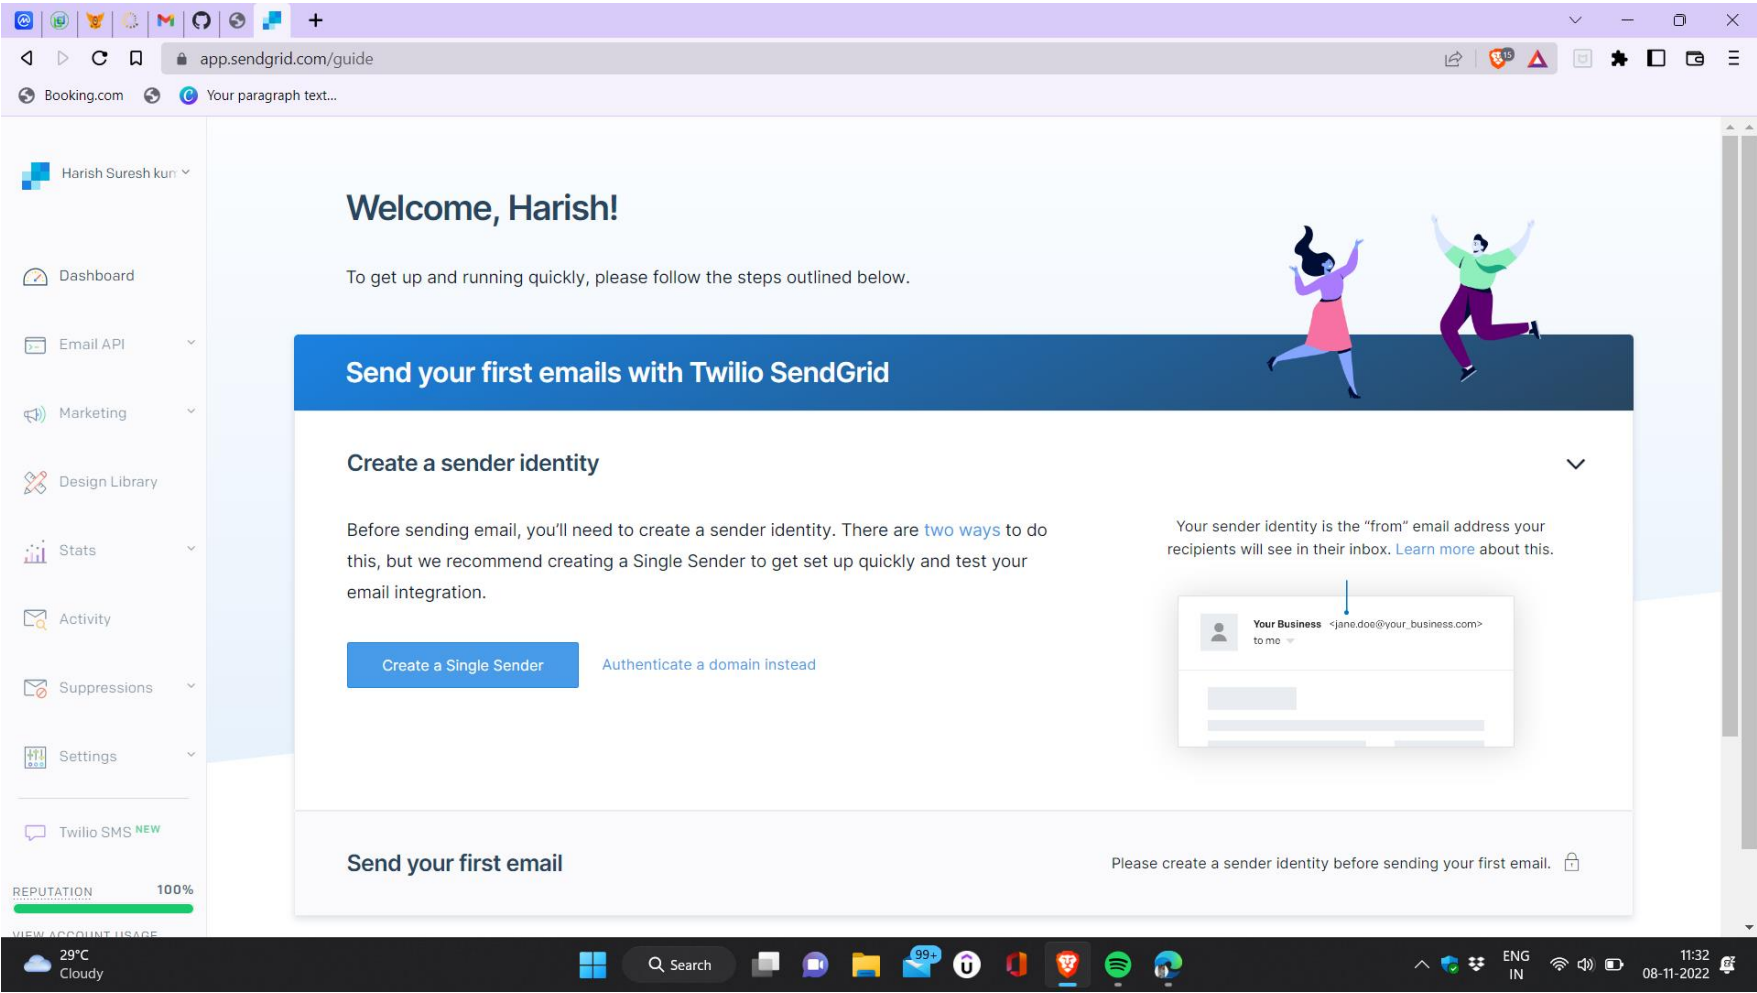 app.sendgrid.com/guide
15
Booking.com
Your paragraph text...
Harish Suresh kum
Welcome, Harish!
Dashboard
To get up and running quickly, please follow the steps outlined below.
Email API
Send your first emails with Twilio SendGrid
Marketing
Create a sender identity
Design Library
Before sending email, you'll need to create a sender identity. There are two ways to do
this, but we recommend creating a Single Sender to get set up quickly and test your
email integration.
Your sender identity is the “from” email address your
recipients will see in their inbox. Learn more about this.
Stats
Activity
Your Business <jane.doe@your_business.com>
to me
Create a Single Sender
Authenticate a domain instead
Suppressions
Settings
Twilio SMS NEW
Send your first email
Please create a sender identity before sending your first email.
REPUTATION 100%
VIEW ACCOUNT USAGE
29°C
Cloudy
Search
99+
ENG
IN
11:32
08-11-2022